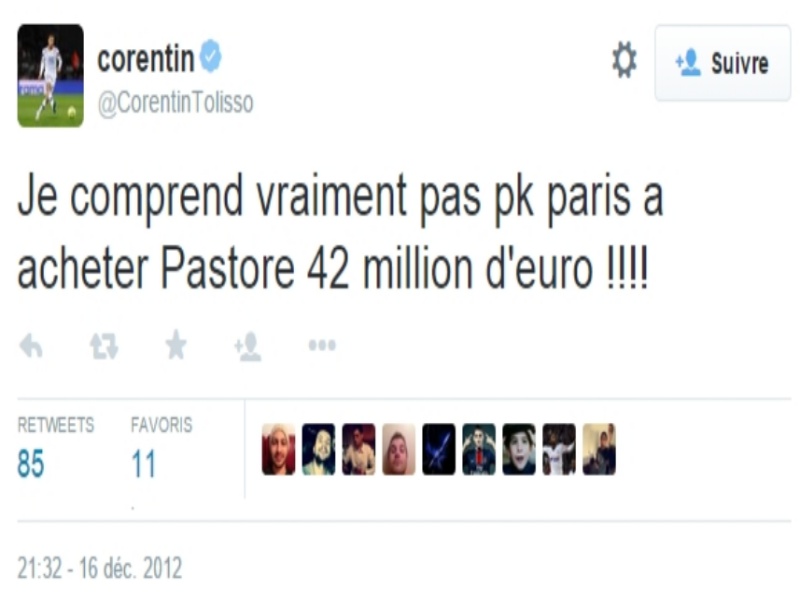 corentin
@CorentinTolisso
Suivre
Je comprend vraiment pas pk paris a
acheter Pastore 42 million d'euro !!!!
RETWEETS
FAVORIS
85
11
21:32 - 16 déc. 2012